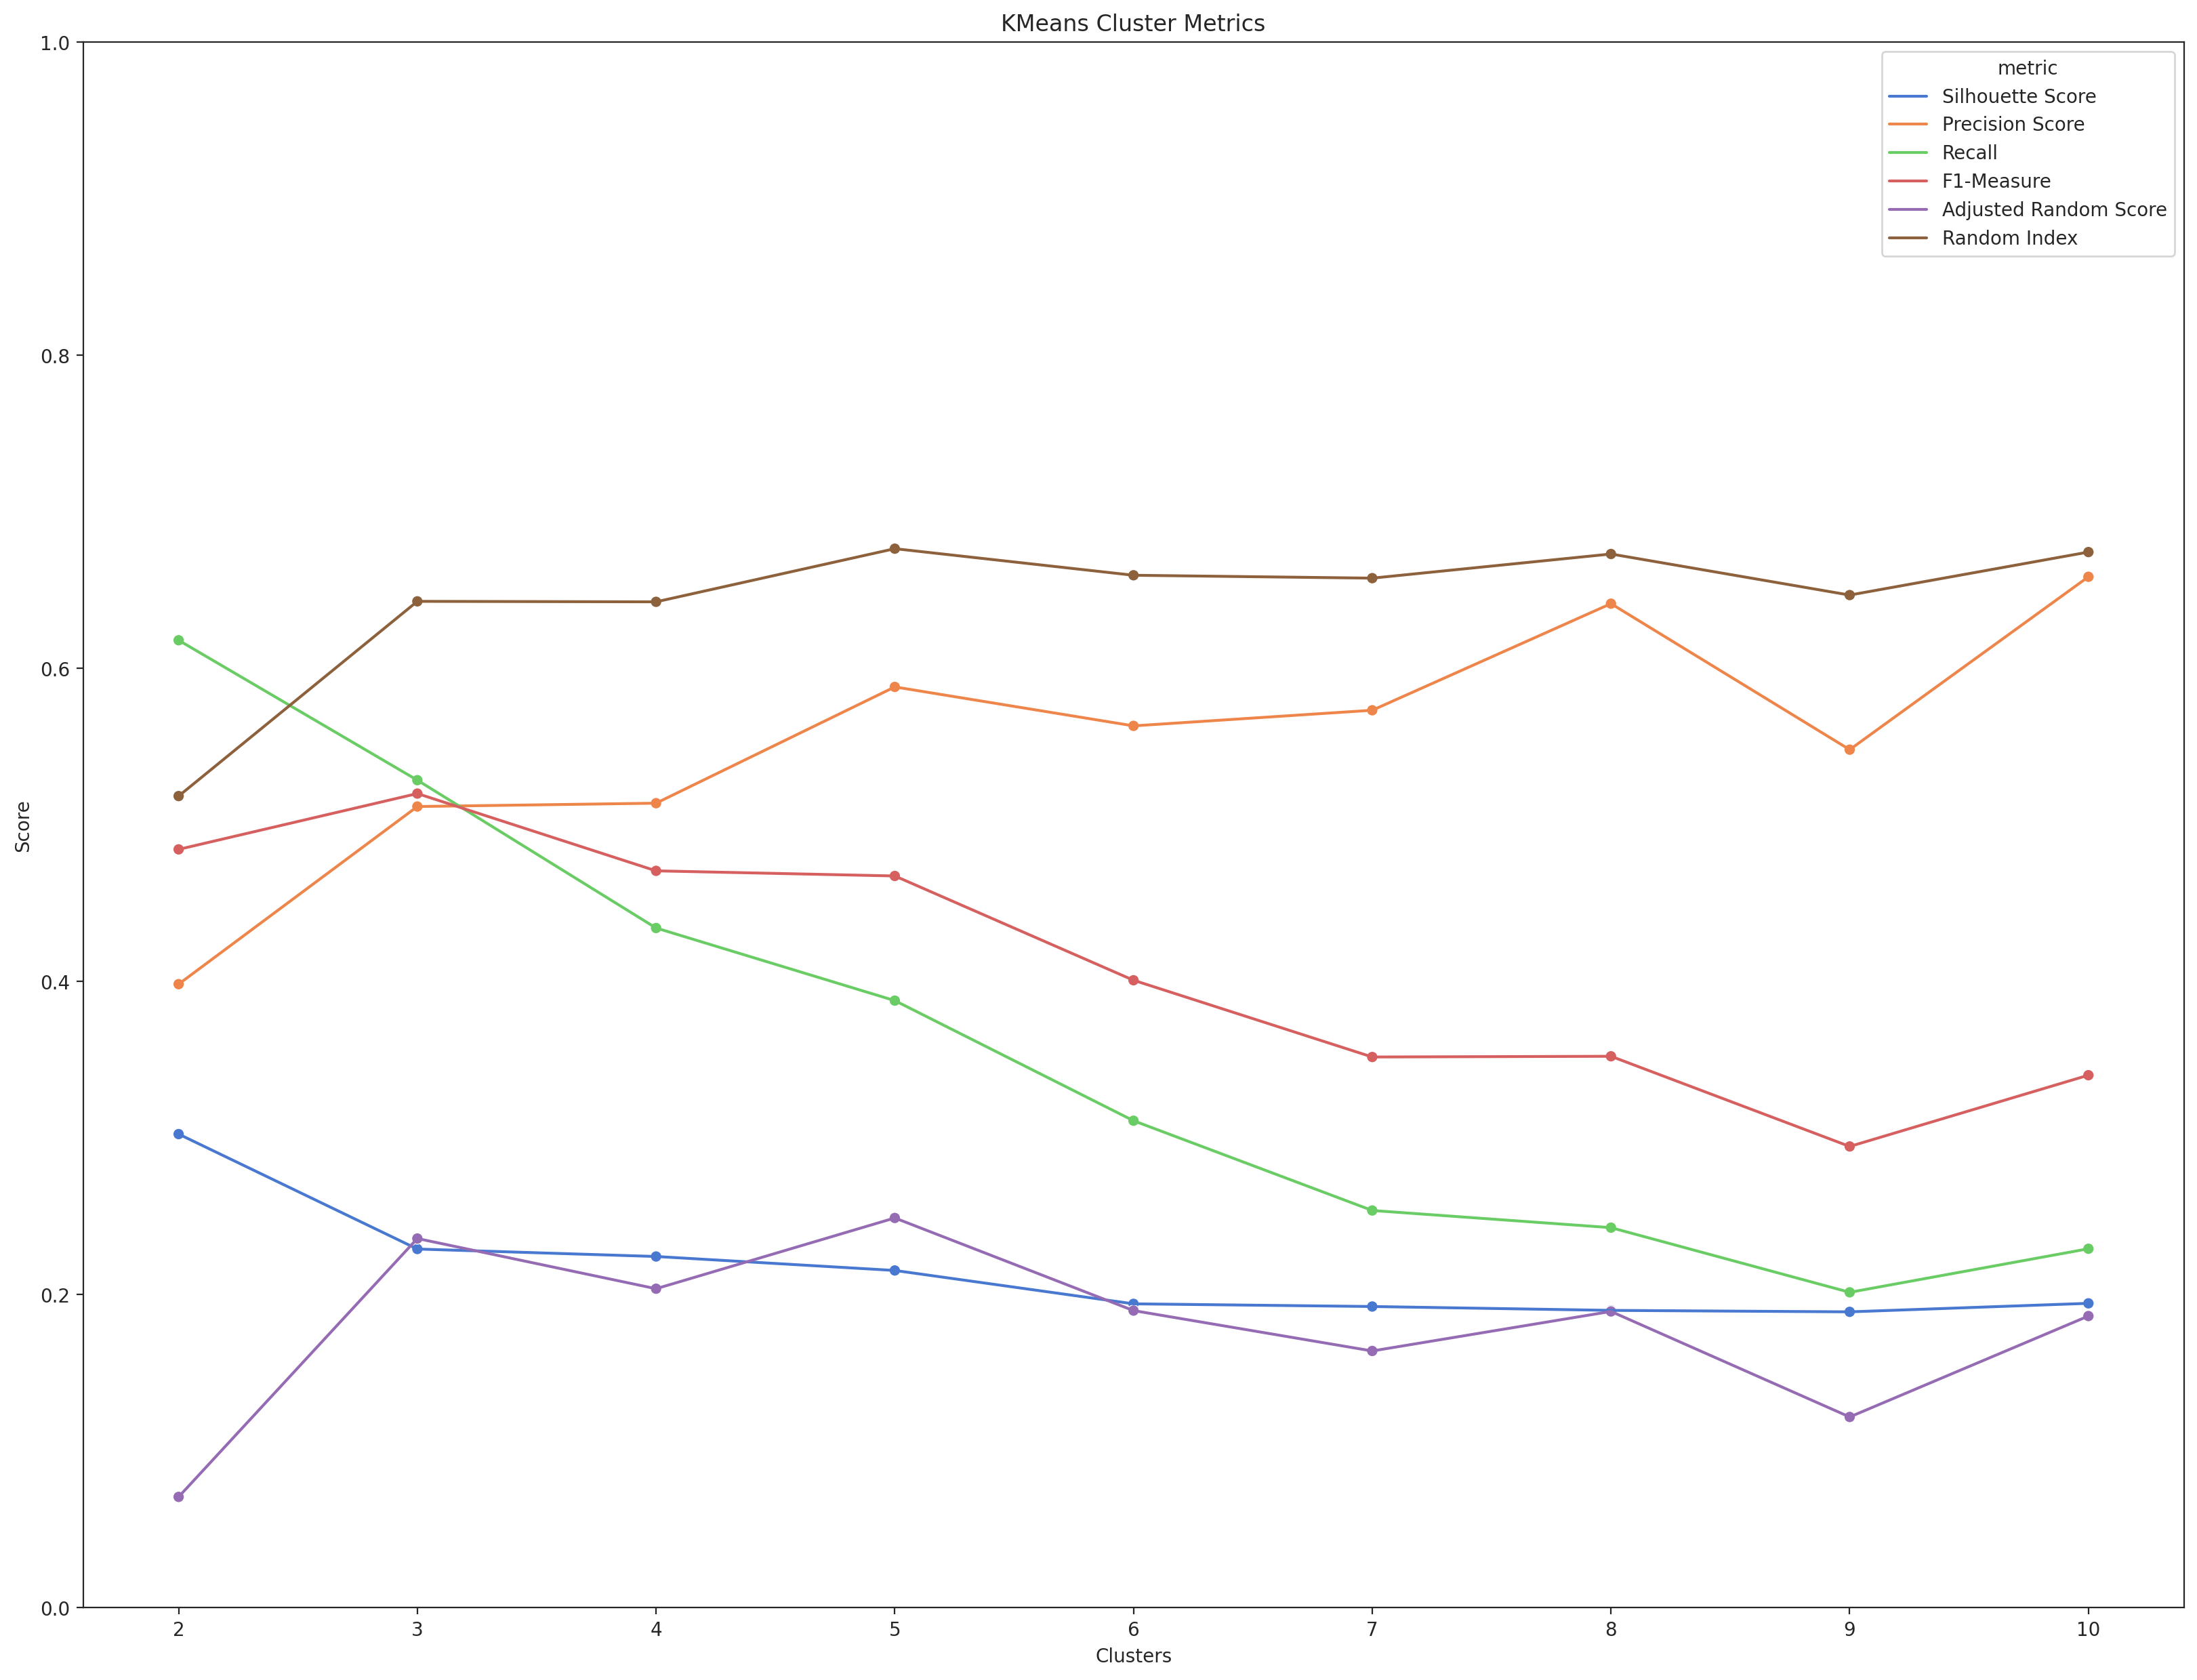 KMeans Cluster Metrics
1.0
0.8
0.6
0.4
0.2
0.0
Score
2 3 4 5 6 7 8 9 10
Clusters
metric
Silhouette Score
Precision Score
Recall
F1-Measure
Adjusted Random Score
Random Index